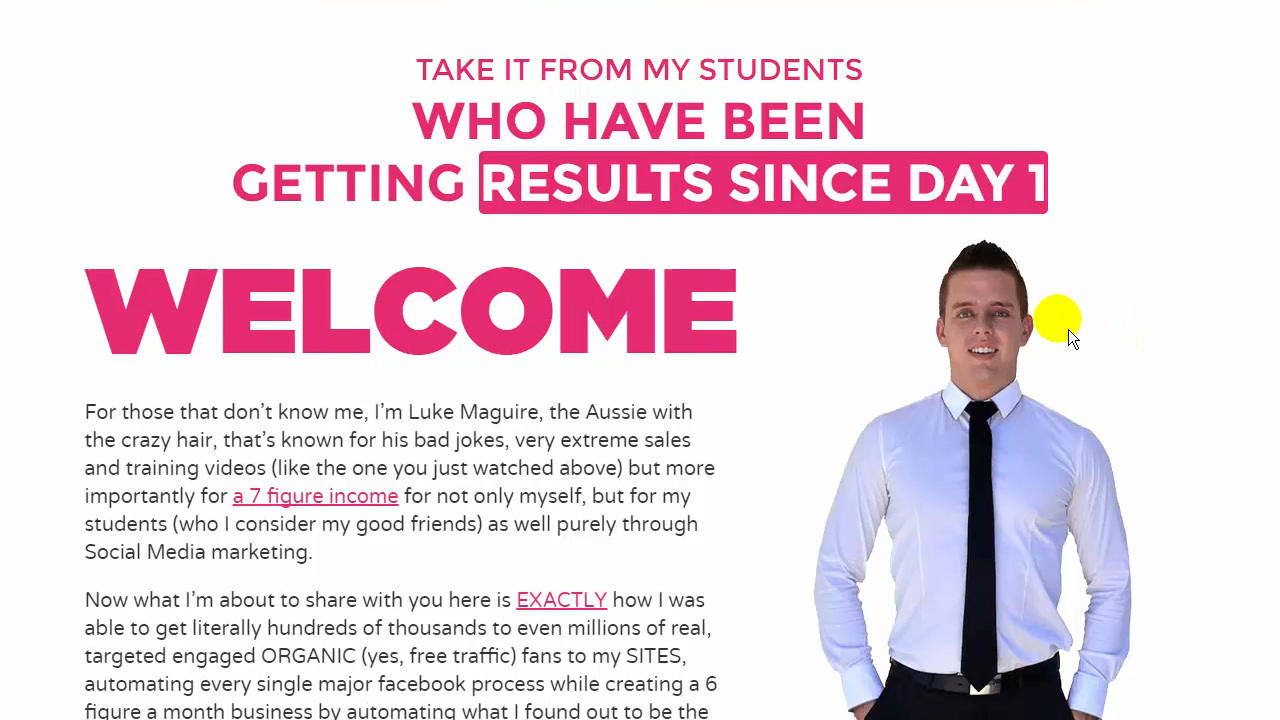 TAKE IT FROM MY STUDENTS
WHO HAVE BEEN
GETTING RESULTS SINCE DAY 1
WELCOME
For those that don't know me, I'm Luke Maguire, the Aussie with
the crazy hair, that's known for his bad jokes, very extreme sales
and training videos (like the one you just watched above) but more
importantly for a 7 figure income for not only myself, but for my
students (who I consider my good friends) as well purely through
Social Media marketing.
Now what I'm about to share with you here is EXACTLY how I was
able to get literally hundreds of thousands to even millions of real,
targeted engaged ORGANIC (yes, free traffic) fans to my SITES,
automating every single major facebook process while creating a 6
figure a month business by automating what I found out to be the